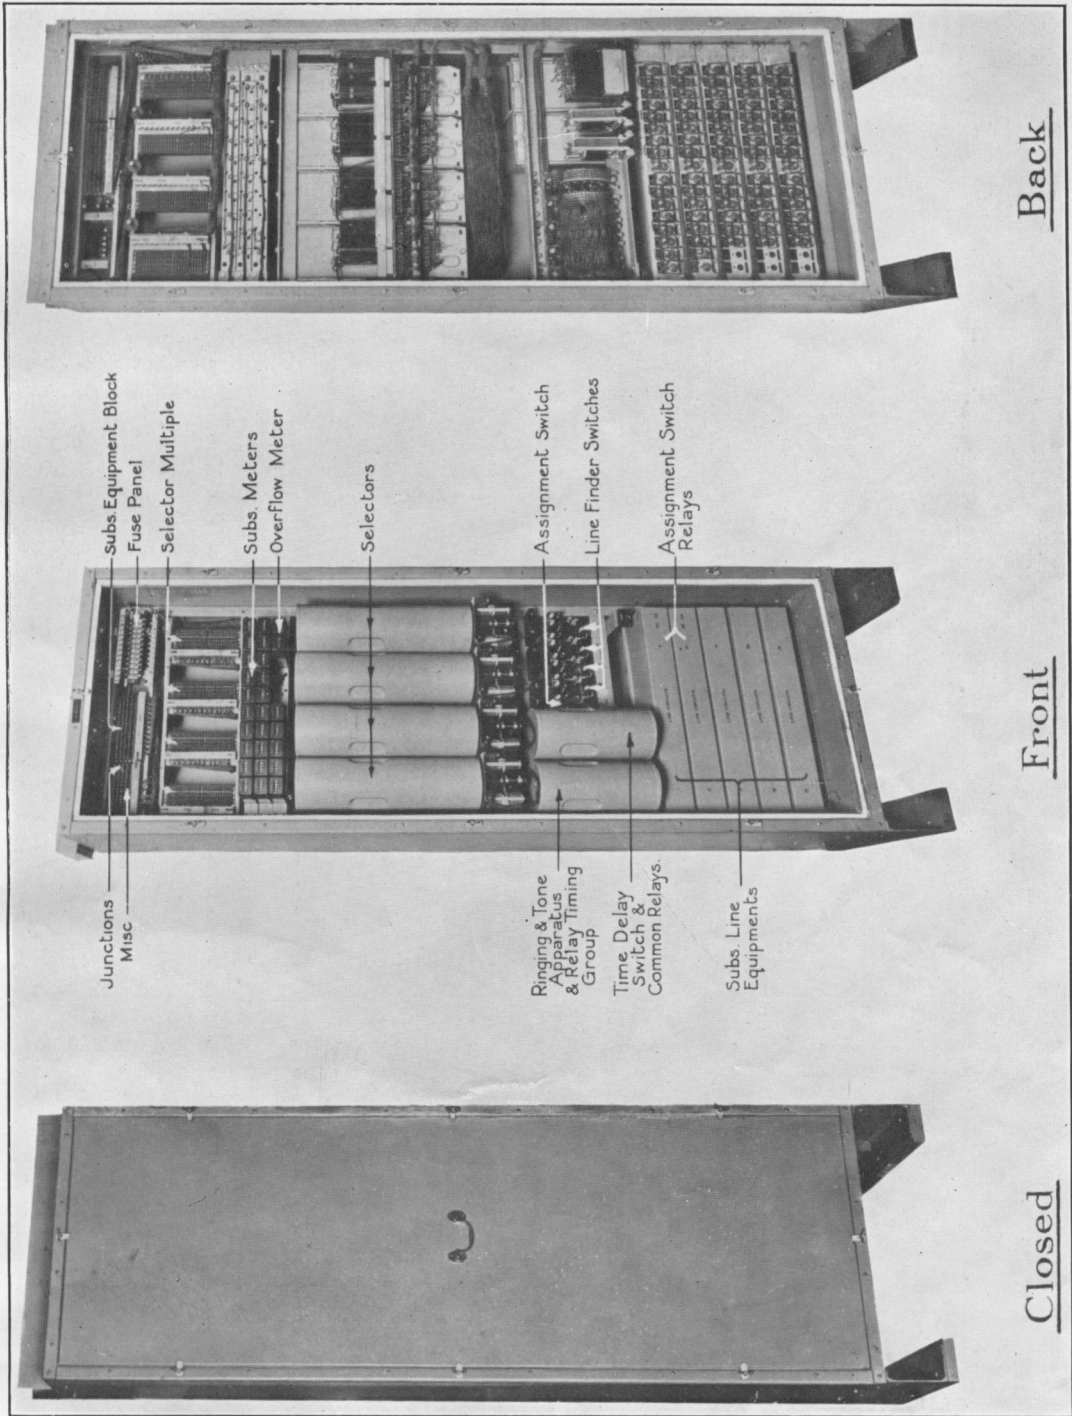 Junctions
Misc
Subs. Equipment Block
Fuse Panel
Selector Multiple
Subs. Meters
Overflow Meter
Selectors
Ringing & Tone
Apparatus
& Relay Timing
Group
Assignment Switch
Line Finder Switches
Time Delay
Switch &
Common Relays.
Assignment Switch
Relays
Subs. Line
Equipments
Closed
Front
Back